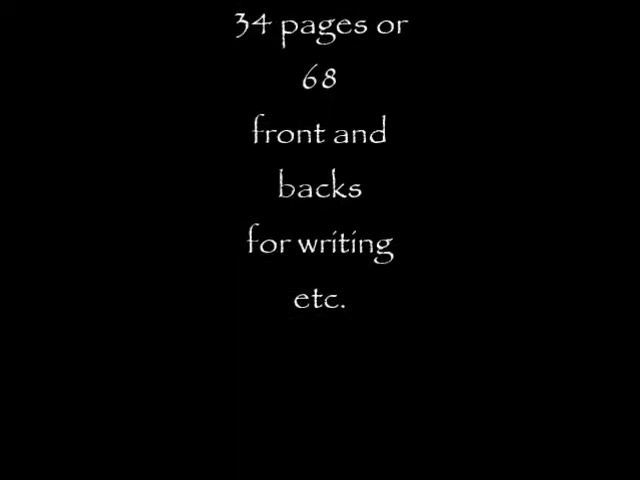 34 pages or
68
front and
backs
for writing
etc.